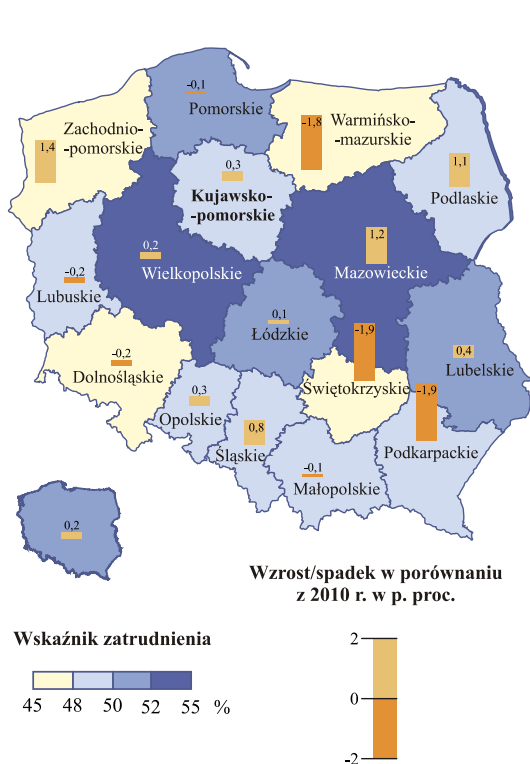 -0,1
Pomorskie
-1,8
Warmińsko-
-mazurskie
Zachodnio-
-pomorskie
1,4
0,3
Kujawsko-
-pomorskie
1,1
Podlaskie
0,2
Wielkopolskie
1,2
Mazowieckie
-0,2
Lubuskie
0,1
Łódzkie
-1,9
Świętokrzyskie
0,4
Lubelskie
-0,2
Dolnośląskie
0,3
Opolskie
0,8
Śląskie
-1,9
Podkarpackie
-0,1
Małopolskie
0,2
Wzrost/spadek w porównaniu
z 2010 r. w p. proc.
Wskaźnik zatrudnienia
45 48 50 52 55 %
2
0
-2